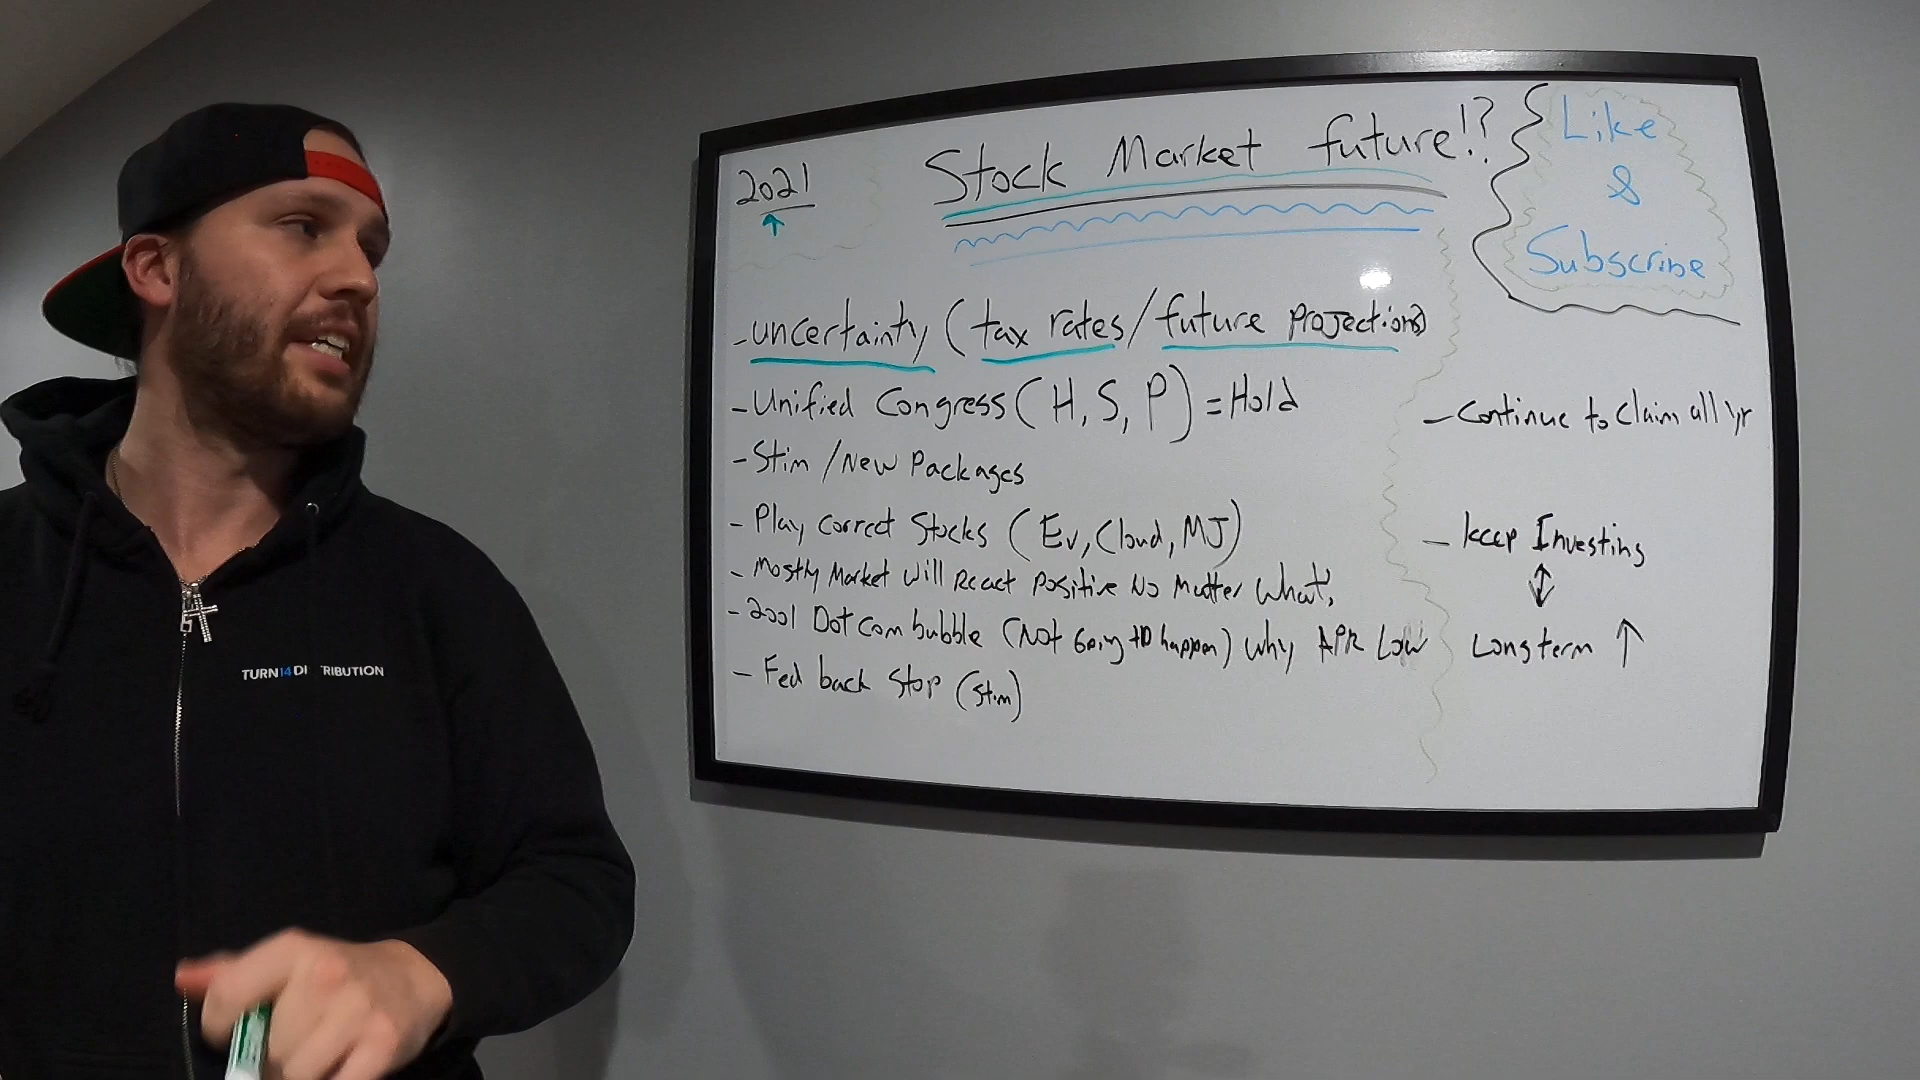 2021
Stock Market future!?
Like
&
Subscribe
- uncertainty (tax rates/future projections)
- Unified Congress (H, S, P) = Hold
- Stim / New Packages
- Play correct Stocks (Ev, Cloud, MJ)
- Mostly Market will React Positive No Matter What,
- 2001 Dot com bubble (Not Going to happen) why APR Low
- Fed back Stop (Stim)
- Continue to Claim all yr
- keep Investing
Long term
TURN14 DI TRIBUTION